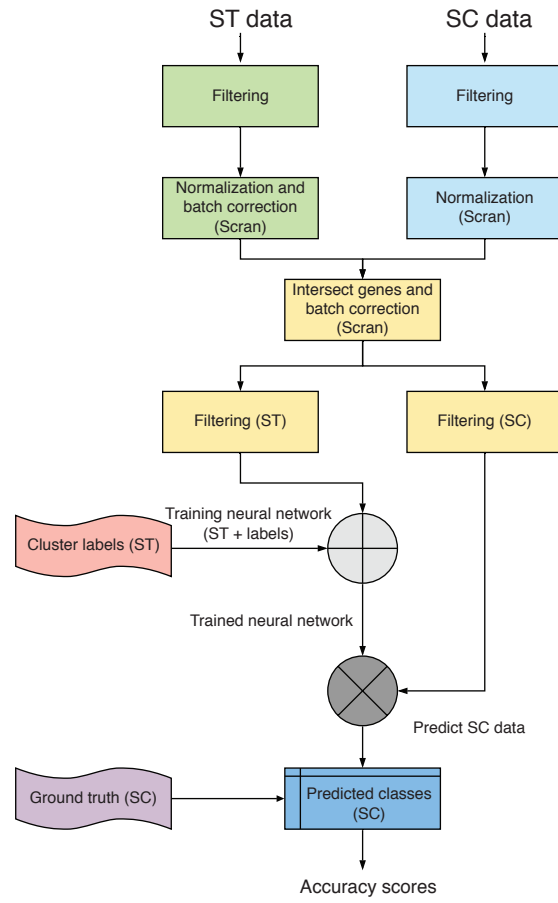 ST data
SC data
Filtering
Filtering
Normalization and
batch correction
(Scran)
Normalization
(Scran)
Intersect genes and
batch correction
(Scran)
Filtering (ST)
Filtering (SC)
Training neural network
(ST + labels)
Cluster labels (ST)
Trained neural network
Predict SC data
Ground truth (SC)
Predicted classes
(SC)
Accuracy scores